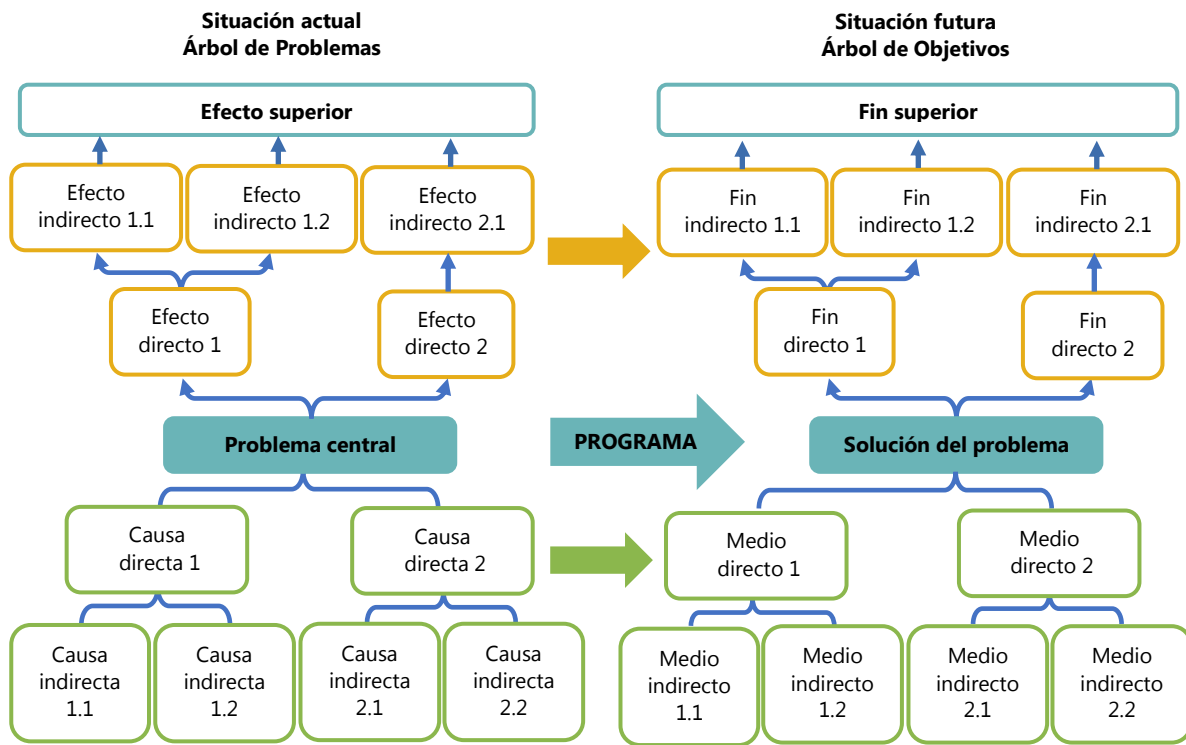 Situación actual
Árbol de Problemas
Situación futura
Árbol de Objetivos
Efecto superior
Fin superior
Efecto
indirecto 1.1
Efecto
indirecto 1.2
Efecto
indirecto 2.1
Fin
indirecto 1.1
Fin
indirecto 1.2
Fin
indirecto 2.1
Efecto
directo 1
Efecto
directo 2
Fin
directo 1
Fin
directo 2
Problema central
PROGRAMA
Solución del problema
Causa
directa 1
Causa
directa 2
Medio
directo 1
Medio
directo 2
Causa
indirecta
1.1
Causa
indirecta
1.2
Causa
indirecta
2.1
Causa
indirecta
2.2
Medio
indirecto
1.1
Medio
indirecto
1.2
Medio
indirecto
2.1
Medio
indirecto
2.2